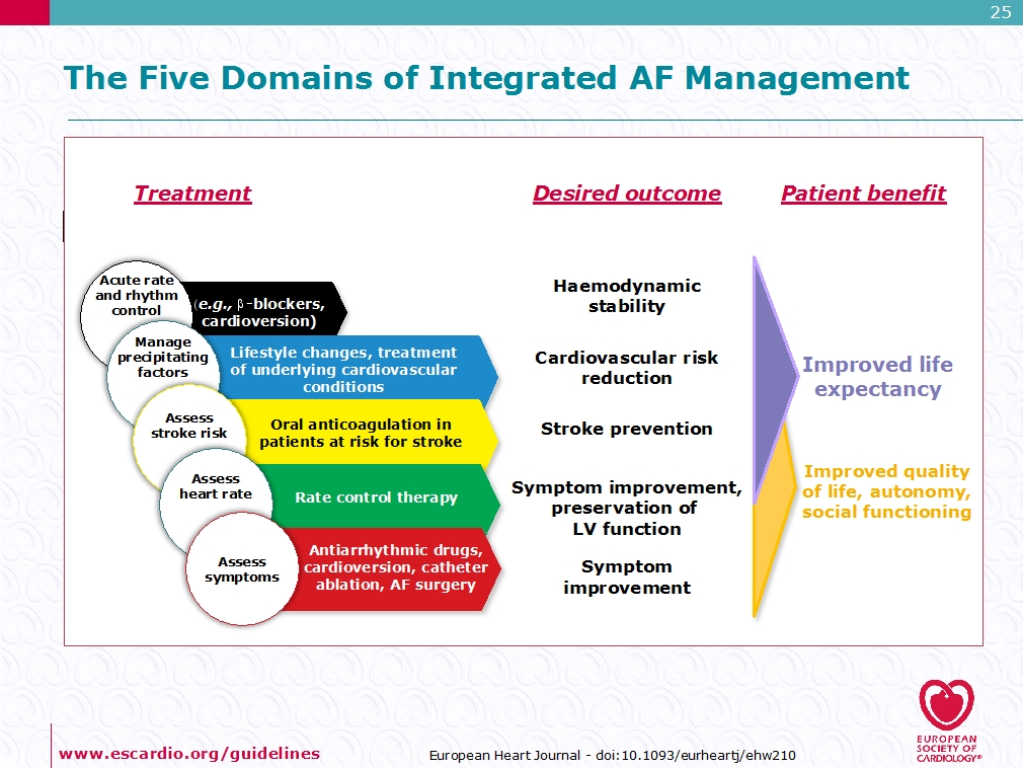 25
The Five Domains of Integrated AF Management
Treatment
Desired outcome
Patient benefit
Acute rate
and rhythm
control
(e.g., β-blockers,
cardioversion)
Haemodynamic
stability
Manage
precipitating
factors
Lifestyle changes, treatment
of underlying cardiovascular
conditions
Cardiovascular risk
reduction
Assess
stroke risk
Oral anticoagulation in
patients at risk for stroke
Stroke prevention
Assess
heart rate
Rate control therapy
Symptom improvement,
preservation of
LV function
Assess
symptoms
Antiarrhythmic drugs,
cardioversion, catheter
ablation, AF surgery
Symptom
improvement
Improved life
expectancy
Improved quality
of life, autonomy,
social functioning
www.escardio.org/guidelines
European Heart Journal - doi:10.1093/eurheartj/ehw210
EUROPEAN
SOCIETY OF
CARDIOLOGY®